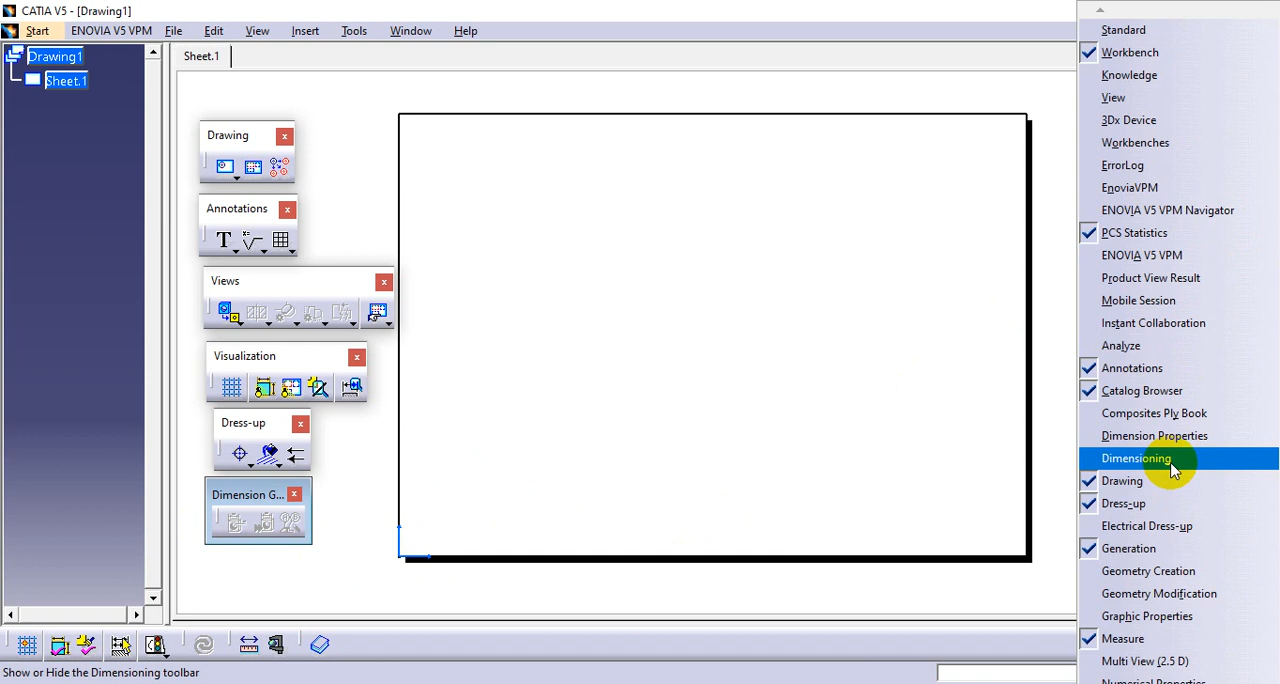 CATIA V5 - [Drawing1]
Start ENOVIA V5 VPM File Edit View Insert Tools Window Help
Drawing1
Sheet.1
Sheet.1
Drawing
Annotations
Views
Visualization
Dress-up
Dimension G...
Standard
Workbench
Knowledge
View
3Dx Device
Workbenches
ErrorLog
EnoviaVPM
ENOVIA V5 VPM Navigator
PCS Statistics
ENOVIA V5 VPM
Product View Result
Mobile Session
Instant Collaboration
Analyze
Annotations
Catalog Browser
Composites Ply Book
Dimension Properties
Dimensioning
Drawing
Dress-up
Electrical Dress-up
Generation
Geometry Creation
Geometry Modification
Graphic Properties
Measure
Multi View (2.5 D)
Numerical Properties
Show or Hide the Dimensioning toolbar